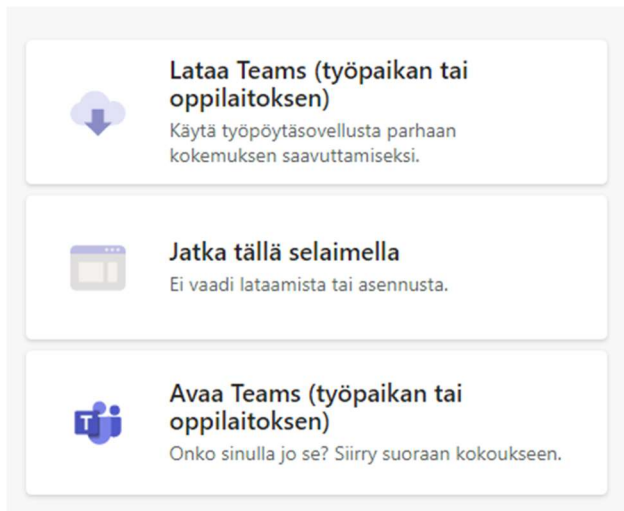 Lataa Teams (työpaikan tai
oppilaitoksen)
Käytä työpöytäsovellusta parhaan
kokemuksen saavuttamiseksi.
Jatka tällä selaimella
Ei vaadi lataamista tai asennusta.
Avaa Teams (työpaikan tai
oppilaitoksen)
Onko sinulla jo se? Siirry suoraan kokoukseen.